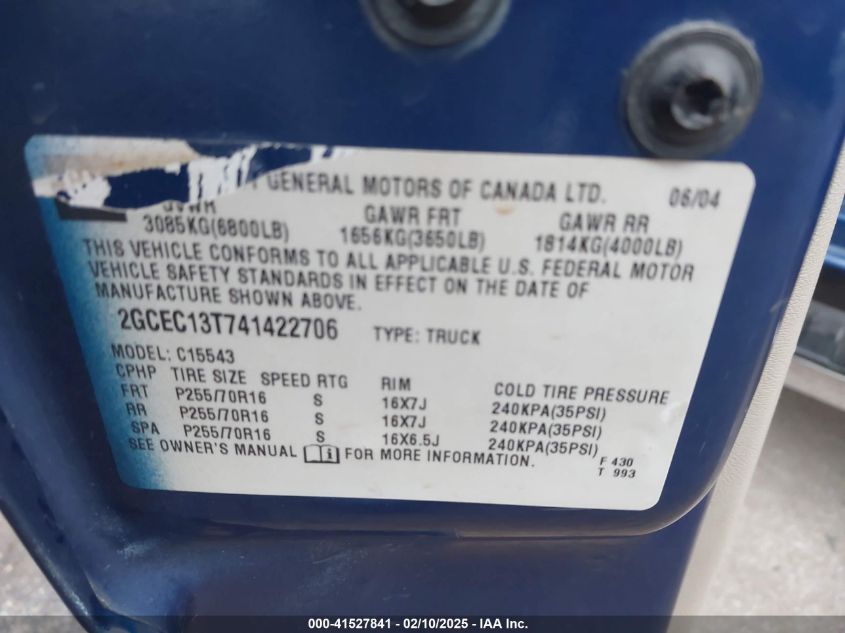 GENERAL MOTORS OF CANADA LTD. 06/04
GVWR GAWR FRT GAWR RR
3085KG(6800LB) 1656KG(3650LB) 1814KG(4000LB)
THIS VEHICLE CONFORMS TO ALL APPLICABLE U.S. FEDERAL MOTOR
VEHICLE SAFETY STANDARDS IN EFFECT ON THE DATE OF
MANUFACTURE SHOWN ABOVE.
2GCEC13T741422706 TYPE: TRUCK
MODEL: C15543
CPHP TIRE SIZE SPEED RTG RIM COLD TIRE PRESSURE
FRT P255/70R16 S 16X7J 240KPA(35PSI)
RR P255/70R16 S 16X7J 240KPA(35PSI)
SPA P255/70R16 S 16X6.5J 240KPA(35PSI)
SEE OWNER'S MANUAL i FOR MORE INFORMATION.
F 430
T 993
000-41527841 - 02/10/2025 - IAA Inc.